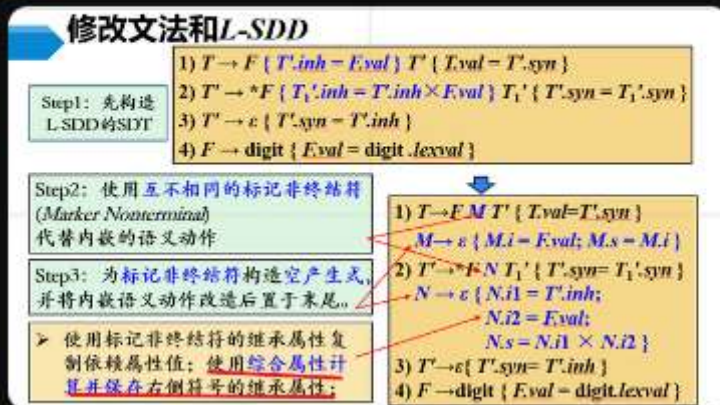 修改文法和L-SDD
1) T → F { T'.inh = F.val } T' { T.val = T'.syn }
2) T' → *F { T₁'.inh = T'.inh×F.val } T₁' { T'.syn = T₁'.syn }
3) T' → ε { T'.syn = T'.inh }
4) F → digit { F.val = digit .lexval }
Step1：先构造
L-SDD的SDT
Step2：使用互不相同的标记非终结符
(Marker Nonterminal)
代替内嵌的语义动作
Step3：为标记非终结符构造空产生式，
并将内嵌语义动作改造后置于末尾。
➢ 使用标记非终结符的继承属性复
制依赖属性值；使用综合属性计
算并保存右侧符号的继承属性；
1) T→F M T' { T.val=T'.syn }
M→ ε { M.i = F.val; M.s = M.i }
2) T'→*F N T₁' { T'.syn= T₁'.syn }
N → ε { N.i1 = T'.inh;
N.i2 = F.val;
N.s = N.i1 × N.i2 }
3) T'→ε{ T'.syn= T'.inh }
4) F →digit { F.val = digit.lexval }